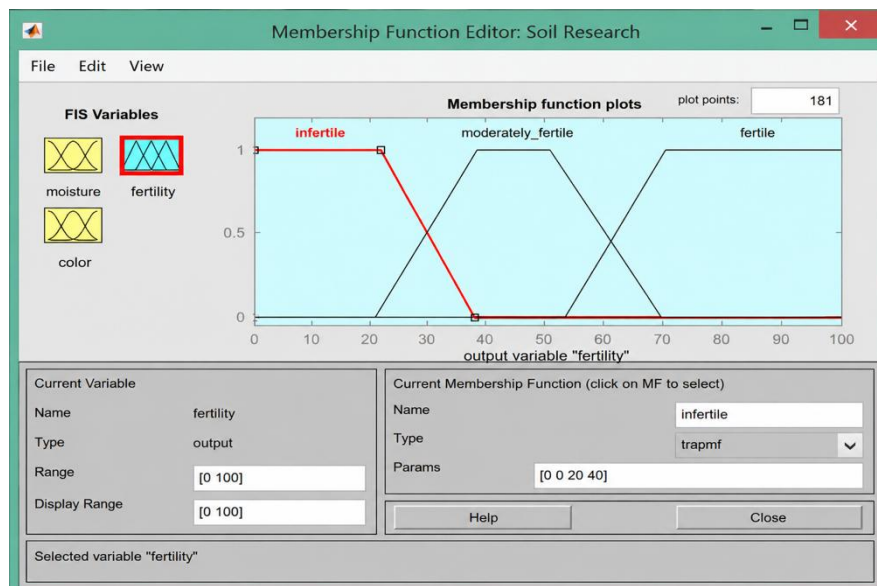 Membership Function Editor: Soil Research
File Edit View
FIS Variables
moisture fertility
color
Membership function plots plot points: 181
infertile moderately_fertile fertile
1
0.5
0
0 10 20 30 40 50 60 70 80 90 100
output variable "fertility"
Current Variable
Name fertility
Type output
Range [0 100]
Display Range [0 100]
Current Membership Function (click on MF to select)
Name infertile
Type trapmf
Params [0 0 20 40]
Help Close
Selected variable "fertility"